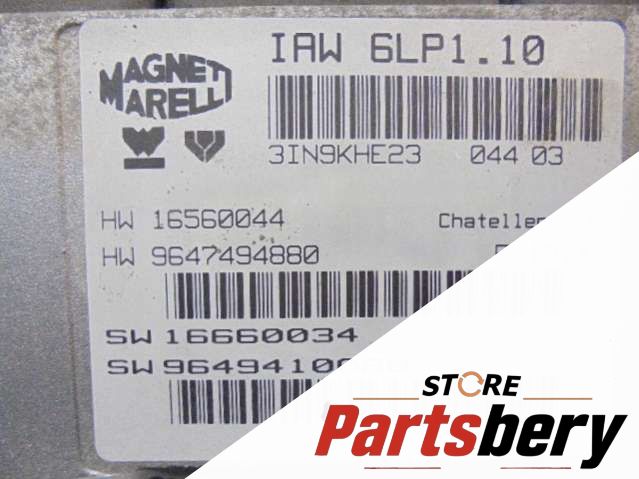 IAW 6LP1.10
MAGNETI
MARELLI
3IN9KHE23 044 03
HW 16560044
HW 9647494880
SW 16660034
STORE
Partsbery